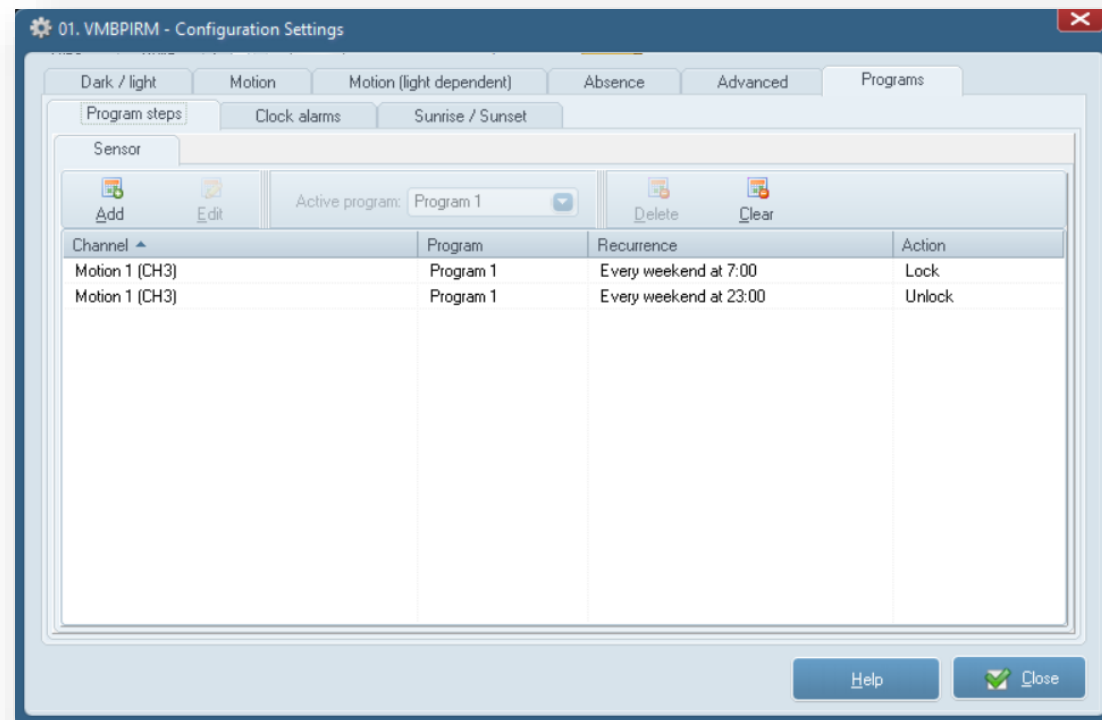 01. VMBPIRM - Configuration Settings
Dark / light Motion Motion (light dependent) Absence Advanced Programs
Program steps Clock alarms Sunrise / Sunset
Sensor
Add Edit Active program: Program 1 Delete Clear
Channel Program Recurrence Action
Motion 1 (CH3) Program 1 Every weekend at 7:00 Lock
Motion 1 (CH3) Program 1 Every weekend at 23:00 Unlock
Help Close